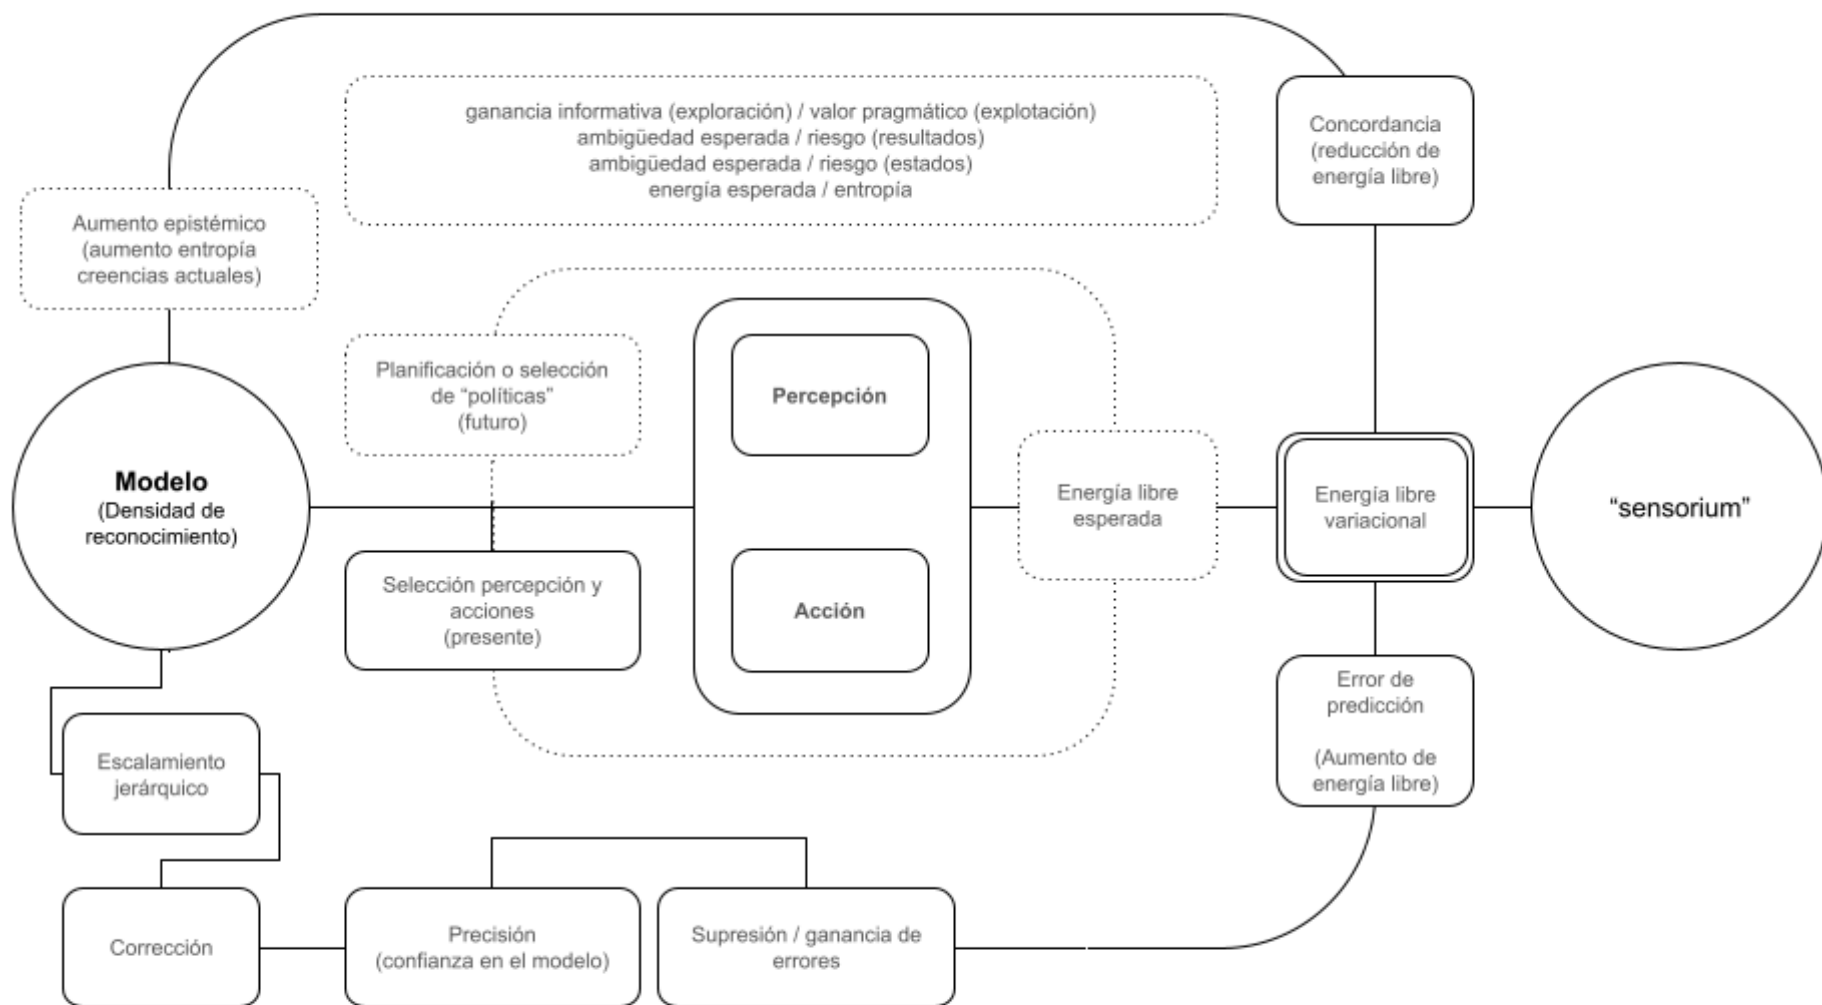 ganancia informativa (exploración) / valor pragmático (explotación)
ambigüedad esperada / riesgo (resultados)
ambigüedad esperada / riesgo (estados)
energía esperada / entropía
Concordancia
(reducción de
energía libre)
Aumento epistémico
(aumento entropía
creencias actuales)
Planificación o selección
de “políticas”
(futuro)
Percepción
Modelo
(Densidad de
reconocimiento)
Energía libre
esperada
Energía libre
variacional
“sensorium”
Selección percepción y
acciones
(presente)
Acción
Error de
predicción
(Aumento de
energía libre)
Escalamiento
jerárquico
Corrección
Precisión
(confianza en el modelo)
Supresión / ganancia de
errores